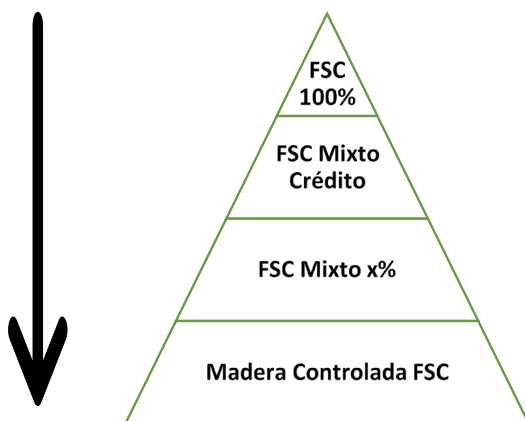 FSC
100%
FSC Mixto
Crédito
FSC Mixto x%
Madera Controlada FSC